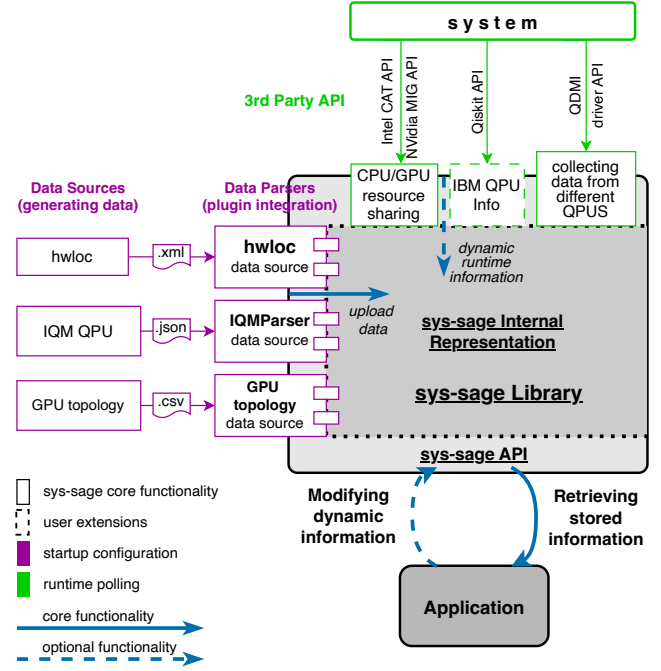 system
3rd Party API
Intel CAT API
NVidia MIG API
Qiskit API
QDMI
driver API
CPU/GPU
resource
sharing
IBM QPU
Info
collecting
data from
different
QPUS
Data Sources
(generating data)
Data Parsers
(plugin integration)
hwloc
.xml
hwloc
data source
dynamic
runtime
information
IQM QPU
.json
IQMParser
data source
upload
data
sys-sage Internal
Representation
GPU topology
.csv
GPU
topology
data source
sys-sage Library
sys-sage API
Modifying
dynamic
information
Retrieving
stored
information
Application
sys-sage core functionality
user extensions
startup configuration
runtime polling
core functionality
optional functionality